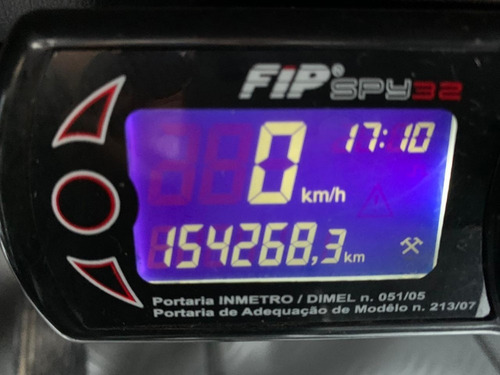 FIP® SPY32
17:10
0 km/h
154268,3 km
Portaria INMETRO / DIMEL n. 051/05
Portaria de Adequação de Modêlo n. 213/07